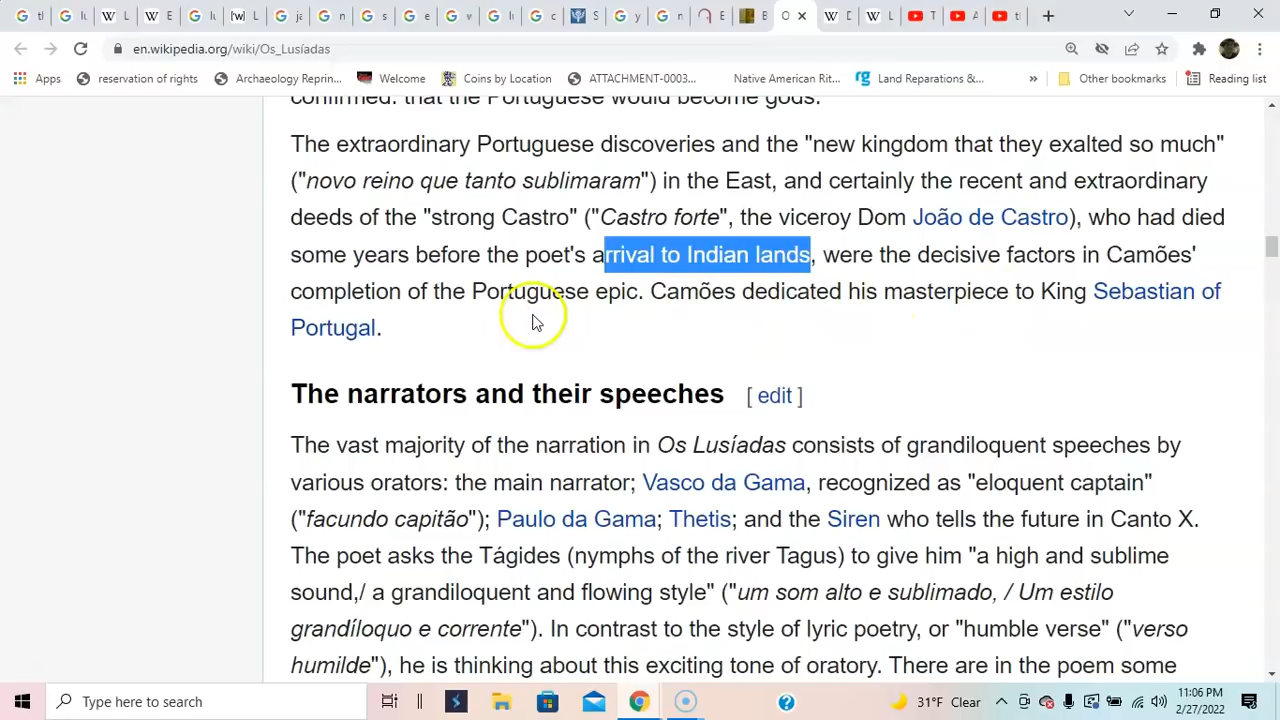 en.wikipedia.org/wiki/Os_Lusíadas
Apps reservation of rights Archaeology Reprin... Welcome Coins by Location ATTACHMENT-0003... Native American Rit... Land Reparations &... » Other bookmarks Reading list
confirmed: that the Portuguese would become gods.
The extraordinary Portuguese discoveries and the "new kingdom that they exalted so much"
("novo reino que tanto sublimaram") in the East, and certainly the recent and extraordinary
deeds of the "strong Castro" ("Castro forte", the viceroy Dom João de Castro), who had died
some years before the poet's arrival to Indian lands, were the decisive factors in Camões'
completion of the Portuguese epic. Camões dedicated his masterpiece to King Sebastian of
Portugal.
The narrators and their speeches [ edit ]
The vast majority of the narration in Os Lusíadas consists of grandiloquent speeches by
various orators: the main narrator; Vasco da Gama, recognized as "eloquent captain"
("facundo capitão"); Paulo da Gama; Thetis; and the Siren who tells the future in Canto X.
The poet asks the Tágides (nymphs of the river Tagus) to give him "a high and sublime
sound,/ a grandiloquent and flowing style" ("um som alto e sublimado, / Um estilo
grandíloquo e corrente"). In contrast to the style of lyric poetry, or "humble verse" ("verso
humilde"), he is thinking about this exciting tone of oratory. There are in the poem some
Type here to search
31°F Clear
11:06 PM
2/27/2022